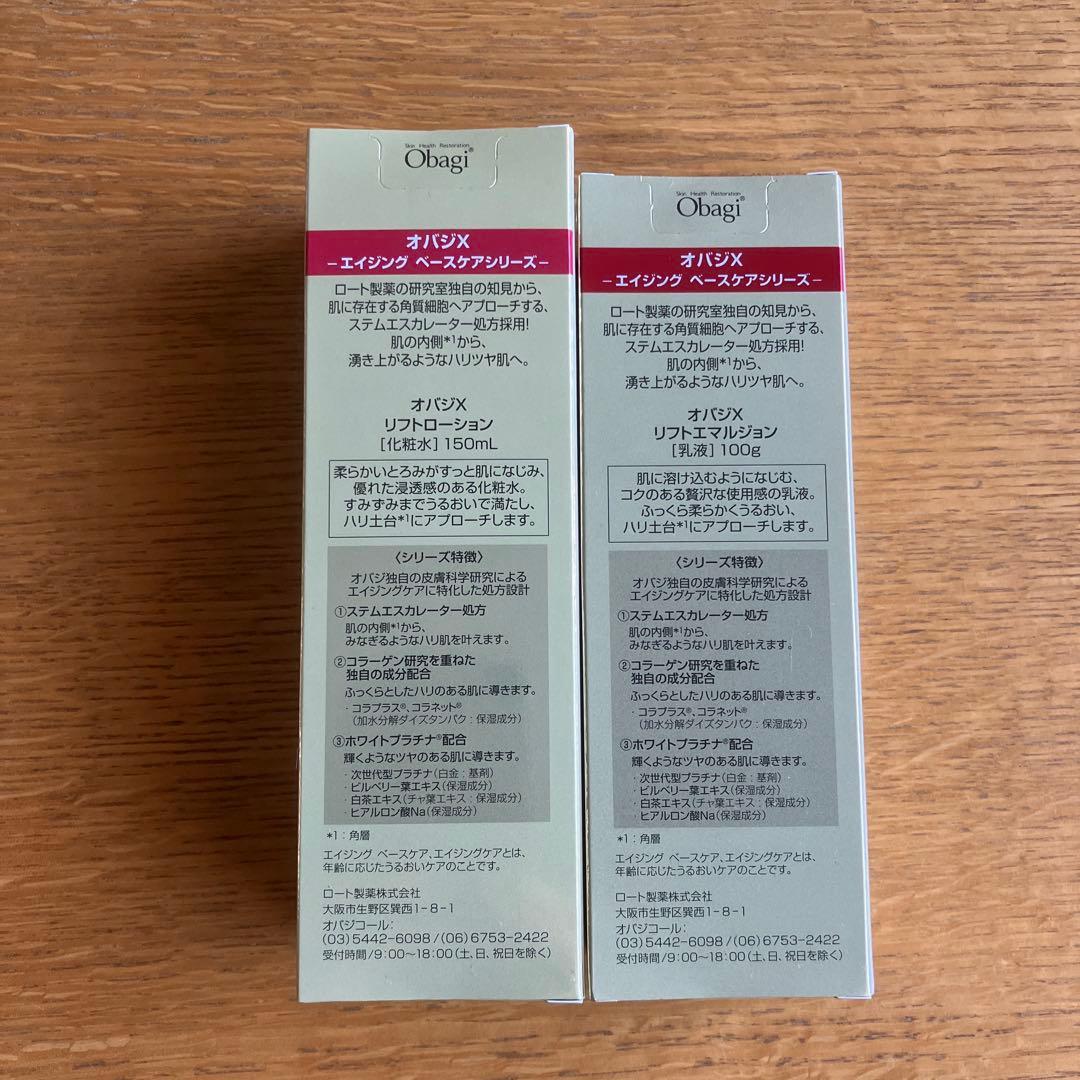 Skin Health Restoration
Obagi®
オバジX
−エイジング ベースケアシリーズ−
ロート製薬の研究室独自の知見から、
肌に存在する角質細胞へアプローチする、
ステムエスカレーター処方採用!
肌の内側*1から、
湧き上がるようなハリツヤ肌へ。
オバジX
リフトローション
[化粧水] 150mL
柔らかいとろみがすっと肌になじみ、
優れた浸透感のある化粧水。
すみずみまでうるおいで満たし、
ハリ土台*1にアプローチします。
〈シリーズ特徴〉
オバジ独自の皮膚科学研究による
エイジングケアに特化した処方設計
①ステムエスカレーター処方
肌の内側*1から、
みなぎるようなハリ肌を叶えます。
②コラーゲン研究を重ねた
独自の成分配合
ふっくらとしたハリのある肌に導きます。
・コラプラス®、コラネット®
(加水分解ダイズタンパク:保湿成分)
③ホワイトプラチナ®配合
輝くようなツヤのある肌に導きます。
・次世代型プラチナ(白金:基剤)
・ビルベリー葉エキス(保湿成分)
・白茶エキス(チャ葉エキス:保湿成分)
・ヒアルロン酸Na(保湿成分)
*1:角層
エイジング ベースケア、エイジングケアとは、
年齢に応じたうるおいケアのことです。
ロート製薬株式会社
大阪市生野区巽西1-8-1
オバジコール:
(03)5442-6098/(06)6753-2422
受付時間/9:00〜18:00(土、日、祝日を除く)
Skin Health Restoration
Obagi®
オバジX
−エイジング ベースケアシリーズ−
ロート製薬の研究室独自の知見から、
肌に存在する角質細胞へアプローチする、
ステムエスカレーター処方採用!
肌の内側*1から、
湧き上がるようなハリツヤ肌へ。
オバジX
リフトエマルジョン
[乳液] 100g
肌に溶け込むようになじむ、
コクのある贅沢な使用感の乳液。
ふっくら柔らかくうるおい、
ハリ土台*1にアプローチします。
〈シリーズ特徴〉
オバジ独自の皮膚科学研究による
エイジングケアに特化した処方設計
①ステムエスカレーター処方
肌の内側*1から、
みなぎるようなハリ肌を叶えます。
②コラーゲン研究を重ねた
独自の成分配合
ふっくらとしたハリのある肌に導きます。
・コラプラス®、コラネット®
(加水分解ダイズタンパク:保湿成分)
③ホワイトプラチナ®配合
輝くようなツヤのある肌に導きます。
・次世代型プラチナ(白金:基剤)
・ビルベリー葉エキス(保湿成分)
・白茶エキス(チャ葉エキス:保湿成分)
・ヒアルロン酸Na(保湿成分)
*1:角層
エイジング ベースケア、エイジングケアとは、
年齢に応じたうるおいケアのことです。
ロート製薬株式会社
大阪市生野区巽西1-8-1
オバジコール:
(03)5442-6098/(06)6753-2422
受付時間/9:00〜18:00(土、日、祝日を除く)